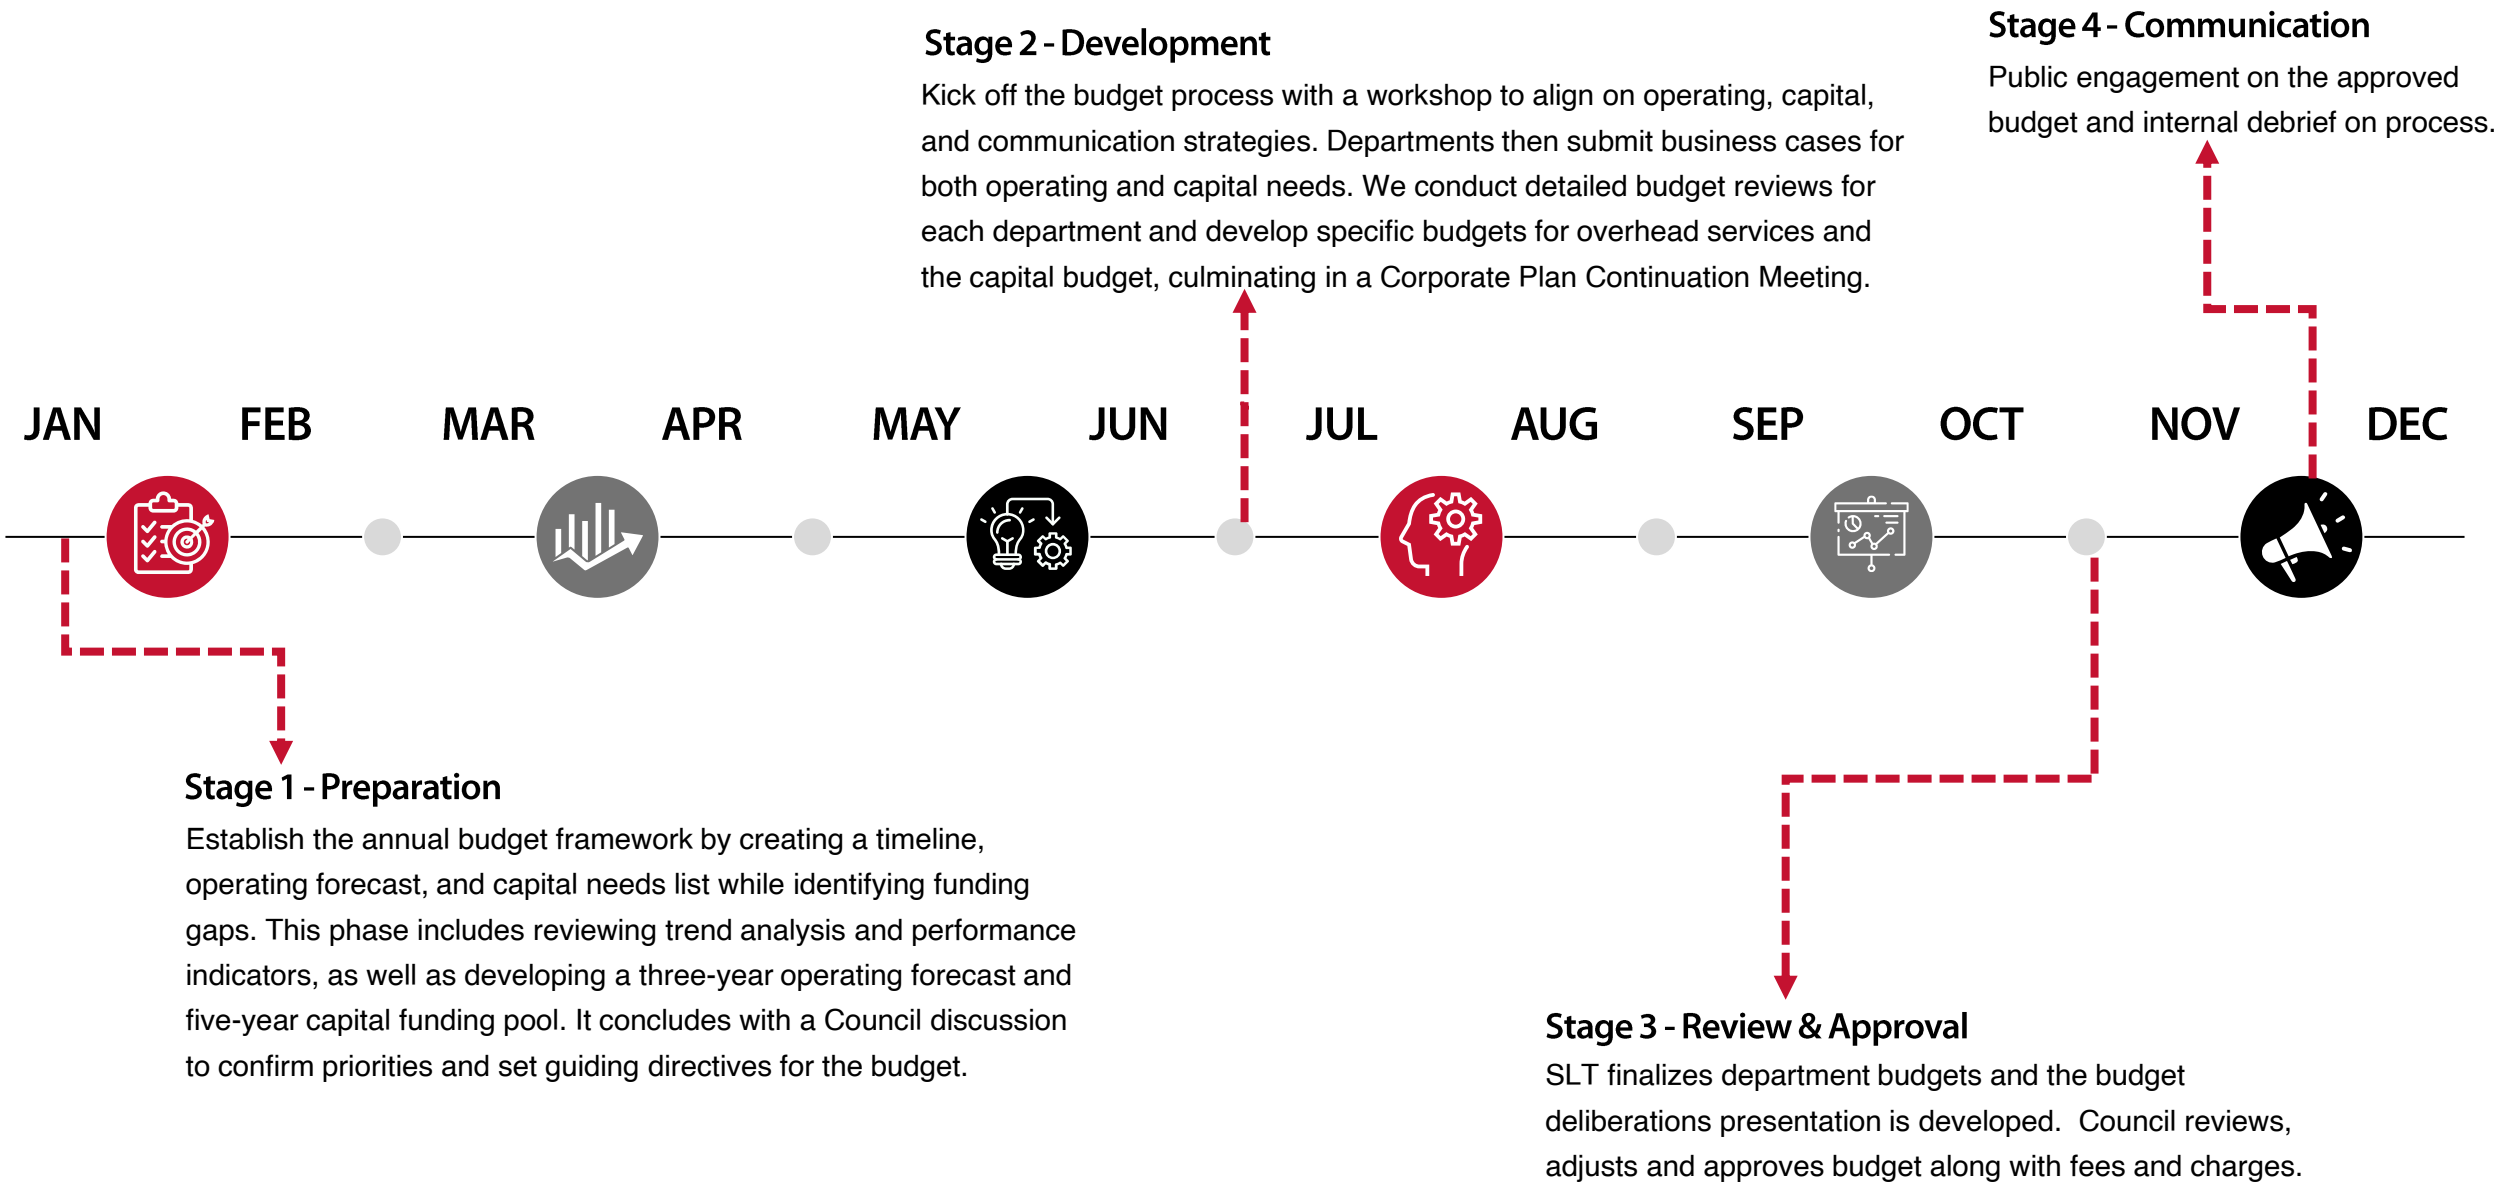 Stage 2 - Development
Kick off the budget process with a workshop to align on operating, capital,
and communication strategies. Departments then submit business cases for
both operating and capital needs. We conduct detailed budget reviews for
each department and develop specific budgets for overhead services and
the capital budget, culminating in a Corporate Plan Continuation Meeting.
Stage 4 - Communication
Public engagement on the approved
budget and internal debrief on process.
JAN FEB MAR APR MAY JUN JUL AUG SEP OCT NOV DEC
Stage 1 - Preparation
Establish the annual budget framework by creating a timeline,
operating forecast, and capital needs list while identifying funding
gaps. This phase includes reviewing trend analysis and performance
indicators, as well as developing a three-year operating forecast and
five-year capital funding pool. It concludes with a Council discussion
to confirm priorities and set guiding directives for the budget.
Stage 3 - Review & Approval
SLT finalizes department budgets and the budget
deliberations presentation is developed.  Council reviews,
adjusts and approves budget along with fees and charges.